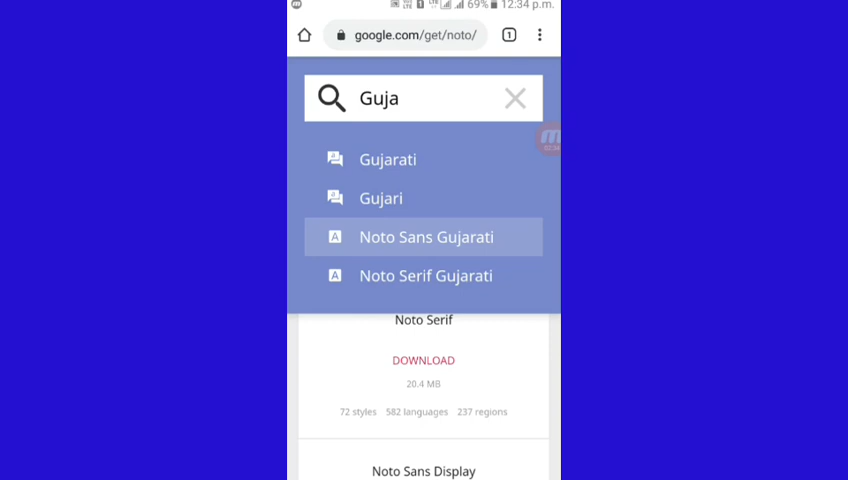 69% 12:34 p.m.
google.com/get/noto/ 1
Guja
Gujarati
Gujari
Noto Sans Gujarati
Noto Serif Gujarati
Noto Serif
DOWNLOAD
20.4 MB
72 styles 582 languages 237 regions
Noto Sans Display